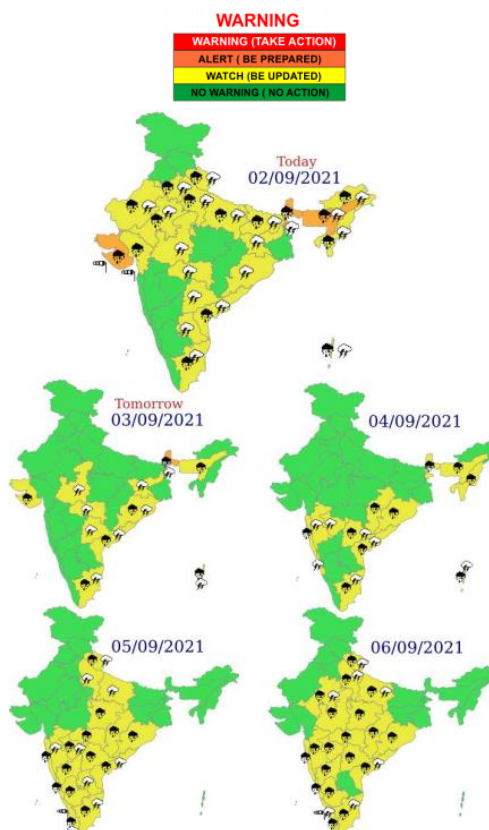 WARNING
WARNING (TAKE ACTION)
ALERT ( BE PREPARED)
WATCH (BE UPDATED)
NO WARNING ( NO ACTION)
Today
02/09/2021
Tomorrow
03/09/2021
04/09/2021
05/09/2021
06/09/2021